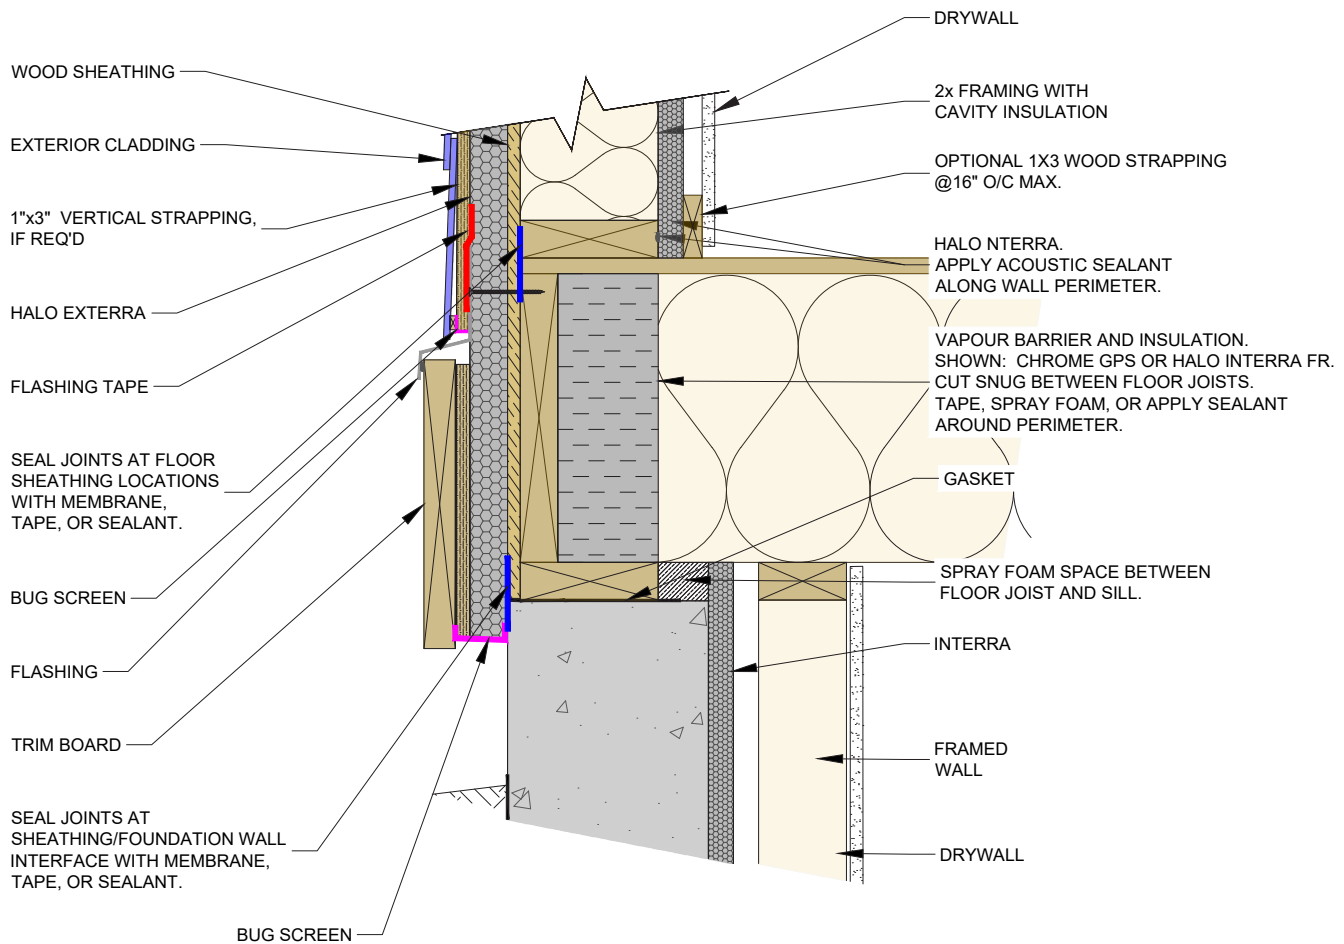 WOOD SHEATHING
EXTERIOR CLADDING
1"x3" VERTICAL STRAPPING,
IF REQ'D
HALO EXTERRA
FLASHING TAPE
SEAL JOINTS AT FLOOR
SHEATHING LOCATIONS
WITH MEMBRANE,
TAPE, OR SEALANT.
BUG SCREEN
FLASHING
TRIM BOARD
SEAL JOINTS AT
SHEATHING/FOUNDATION WALL
INTERFACE WITH MEMBRANE,
TAPE, OR SEALANT.
BUG SCREEN
DRYWALL
2x FRAMING WITH
CAVITY INSULATION
OPTIONAL 1X3 WOOD STRAPPING
@16" O/C MAX.
HALO NTERRA.
APPLY ACOUSTIC SEALANT
ALONG WALL PERIMETER.
VAPOUR BARRIER AND INSULATION.
SHOWN: CHROME GPS OR HALO INTERRA FR.
CUT SNUG BETWEEN FLOOR JOISTS.
TAPE, SPRAY FOAM, OR APPLY SEALANT
AROUND PERIMETER.
GASKET
SPRAY FOAM SPACE BETWEEN
FLOOR JOIST AND SILL.
INTERRA
FRAMED
WALL
DRYWALL